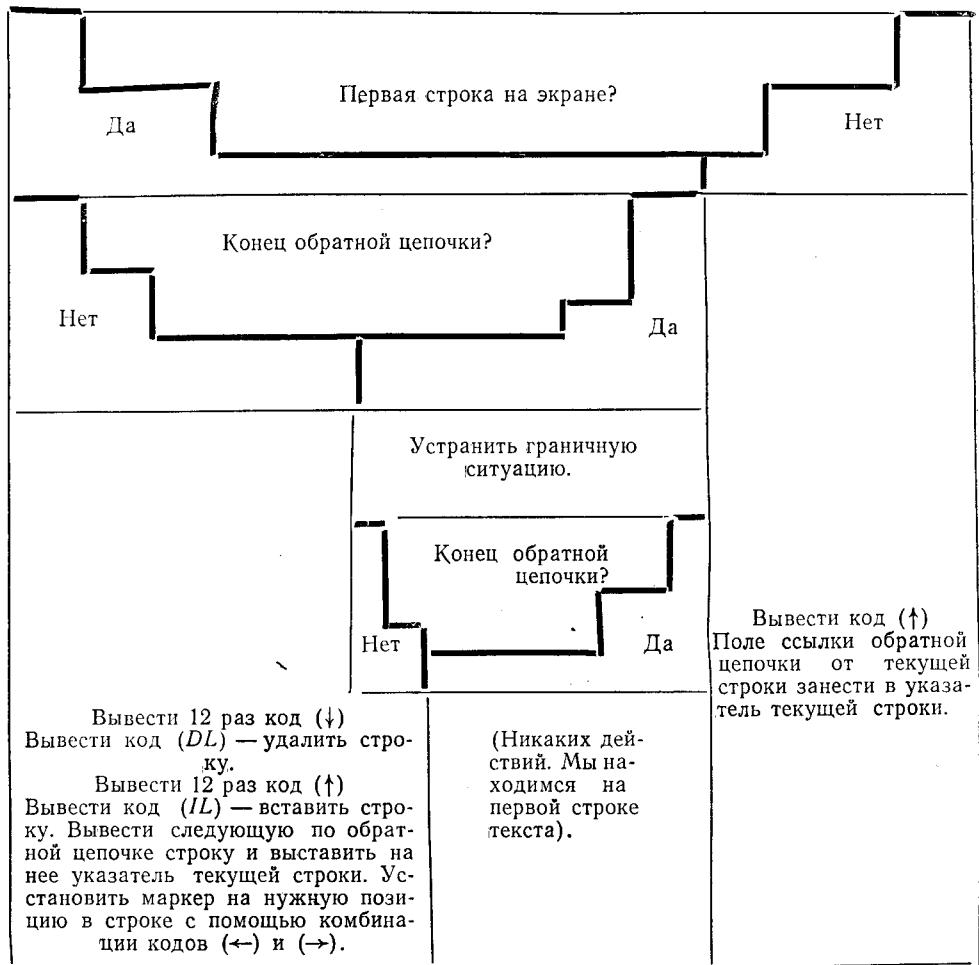 Первая строка на экране?
Да
Нет
Конец обратной цепочки?
Нет
Да
Устранить граничную
ситуацию.
Конец обратной
цепочки?
Нет
Да
Вывести код (↑)
Поле ссылки обратной
цепочки от текущей
строки занести в указа-
тель текущей строки.
Вывести 12 раз код (↓)
Вывести код (DL) — удалить стро-
ку.
Вывести 12 раз код (↑)
Вывести код (IL) — вставить стро-
ку. Вывести следующую по обрат-
ной цепочке строку и выставить на
нее указатель текущей строки. Ус-
тановить маркер на нужную пози-
цию в строке с помощью комбина-
ции кодов (←) и (→).
(Никаких дей-
ствий. Мы на-
ходимся на
первой строке
текста).